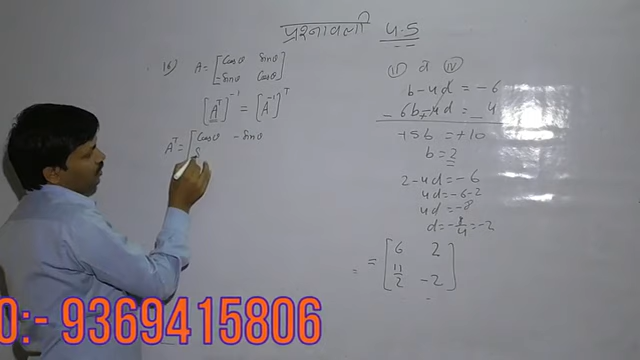 प्रश्नावली 4.5
16) A = [cosθ sinθ
-sinθ cosθ]
[A^T]^-1 = [A^-1]^T
A^T = [cosθ -sinθ
S
(ii) व (iv)
b-4d = -6
6b-4d = 4
+5b = +10
b = 2
2-4d = -6
4d = -6-2
4d = -8
d = -8/4 = -2
= [6 2
11/2 -2]
O:- 9369415806